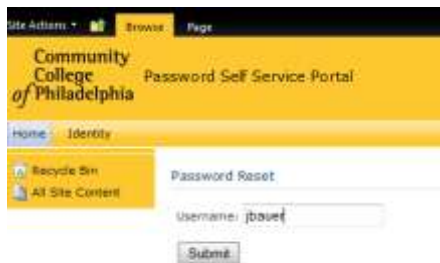 Site Actions Browse Page
Community
College
of Philadelphia
Password Self Service Portal
Home Identity
Recycle Bin
All Site Content
Password Reset
Username: jbauer
Submit